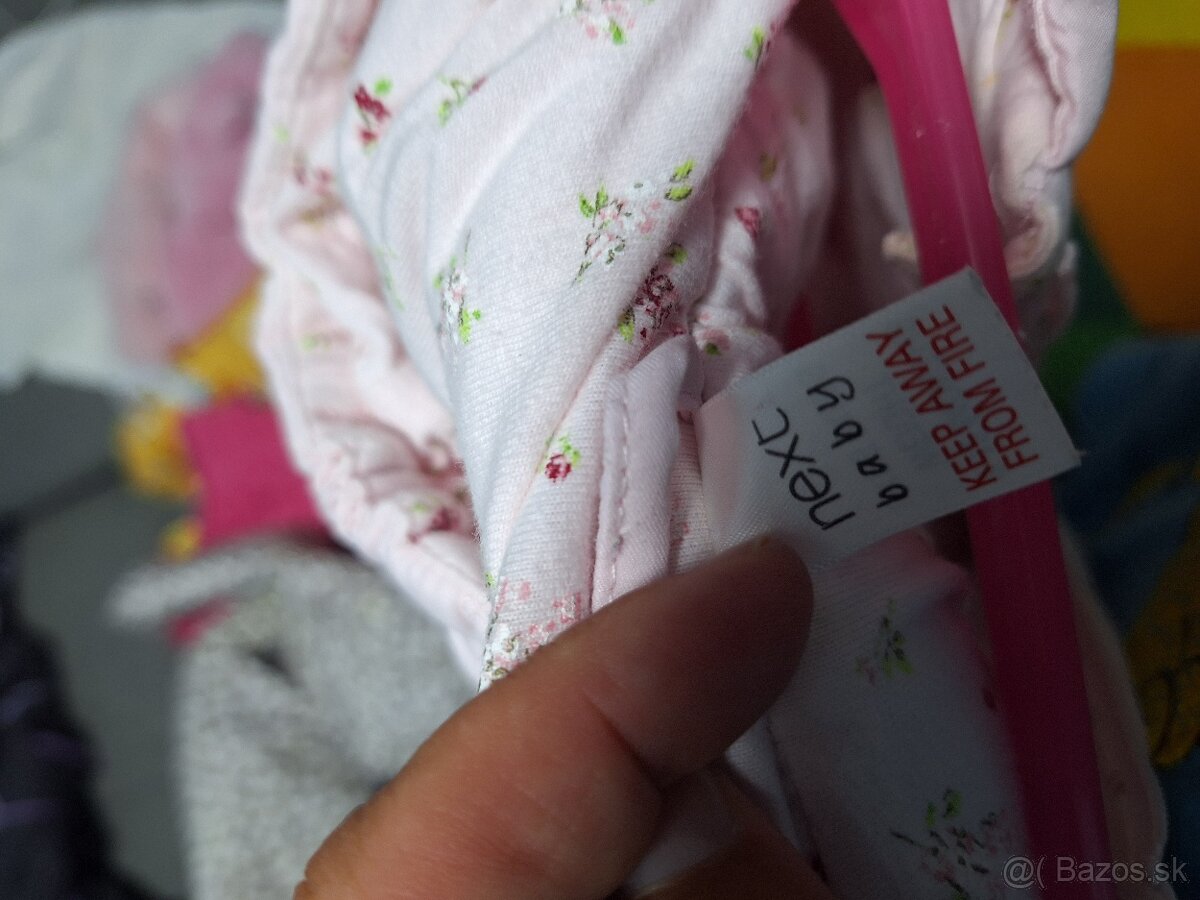 next
baby
KEEP AWAY
FROM FIRE
@( Bazos.sk